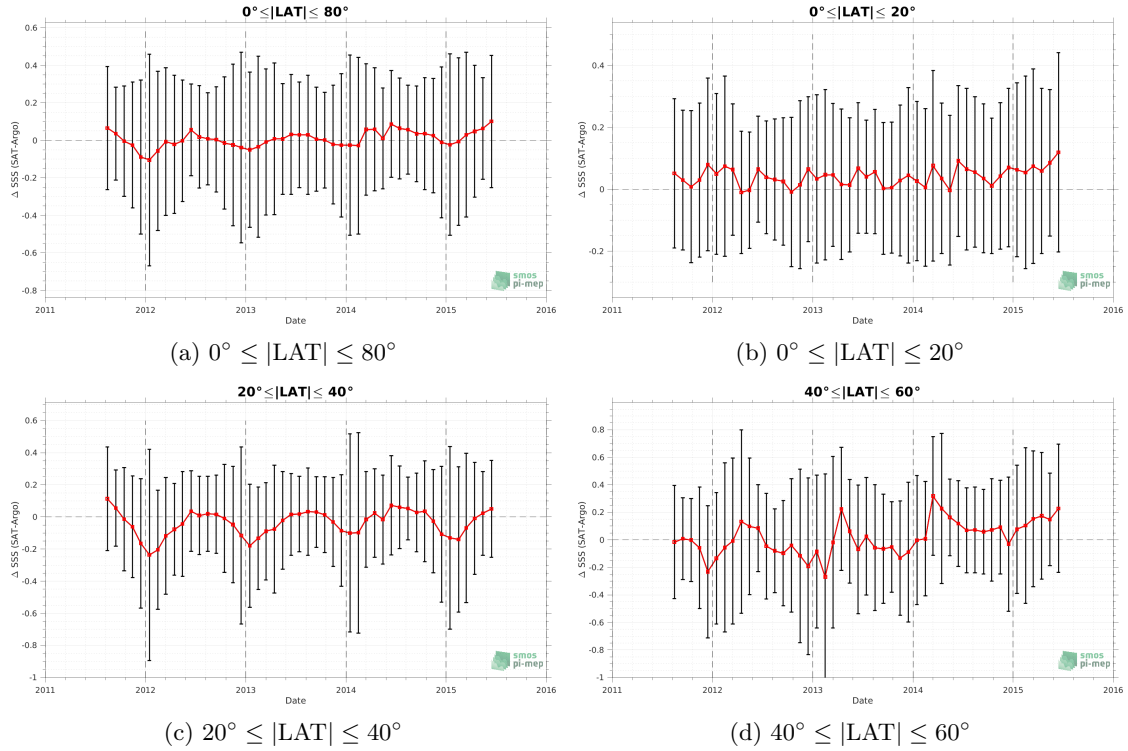 0°≤|LAT|≤ 80°
0.6
0.4
0.2
0
-0.2
-0.4
-0.6
-0.8
Δ SSS (SAT-Argo)
2011 2012 2013 2014 2015 2016
Date
smos
pi-mep
(a) 0° ≤ |LAT| ≤ 80°
0°≤|LAT|≤ 20°
0.4
0.2
0
-0.2
Δ SSS (SAT-Argo)
2011 2012 2013 2014 2015 2016
Date
smos
pi-mep
(b) 0° ≤ |LAT| ≤ 20°
20°≤|LAT|≤ 40°
0.6
0.4
0.2
0
-0.2
-0.4
-0.6
-0.8
-1
Δ SSS (SAT-Argo)
2011 2012 2013 2014 2015 2016
Date
smos
pi-mep
(c) 20° ≤ |LAT| ≤ 40°
40°≤|LAT|≤ 60°
0.8
0.6
0.4
0.2
0
-0.2
-0.4
-0.6
-0.8
-1
Δ SSS (SAT-Argo)
2011 2012 2013 2014 2015 2016
Date
smos
pi-mep
(d) 40° ≤ |LAT| ≤ 60°